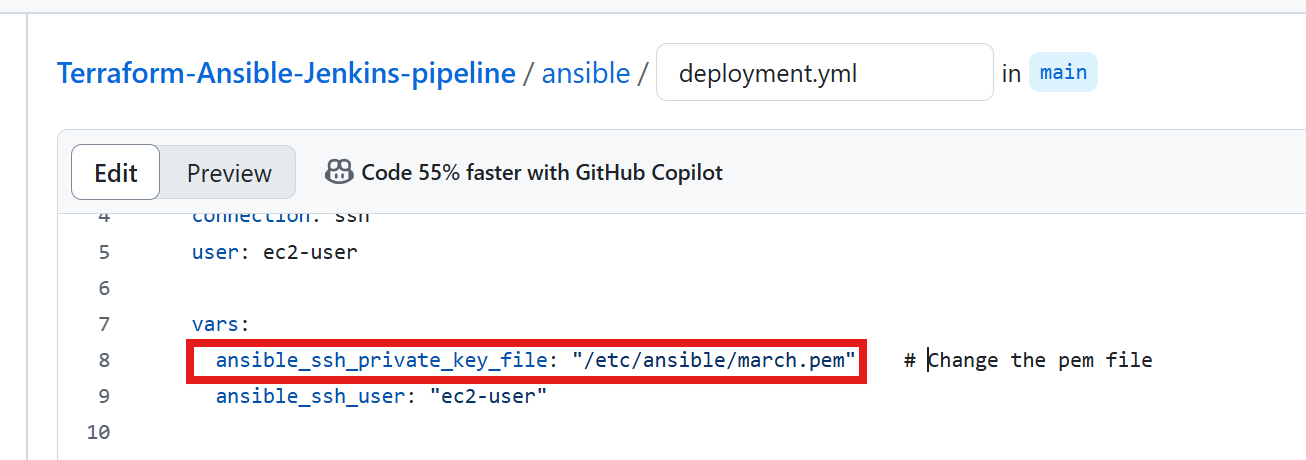 Terraform-Ansible-Jenkins-pipeline / ansible / deployment.yml in main
Edit Preview Code 55% faster with GitHub Copilot
4 connection: ssh
5 user: ec2-user
6
7 vars:
8 ansible_ssh_private_key_file: "/etc/ansible/march.pem" # Change the pem file
9 ansible_ssh_user: "ec2-user"
10